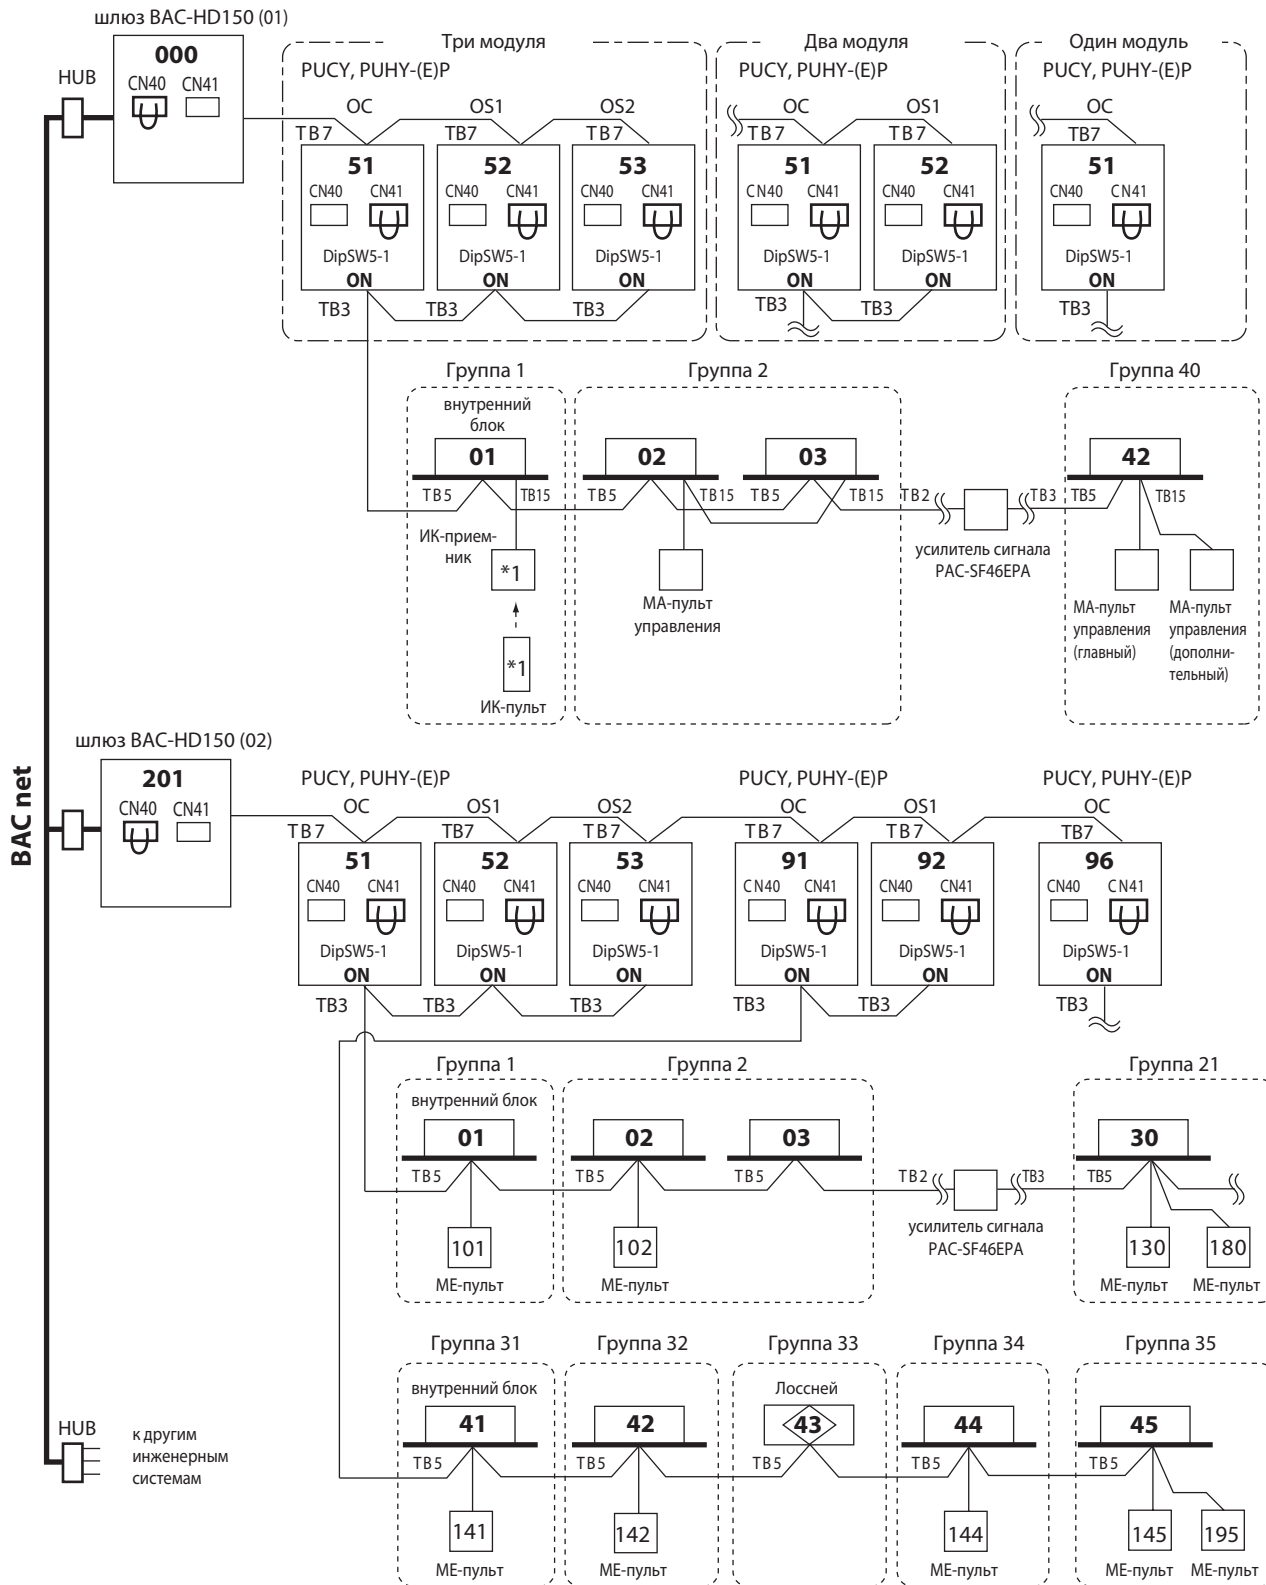 шлюз BAC-HD150 (01)
HUB
000
CN40 CN41
Три модуля
PUCY, PUHY-(E)P
OC OS1 OS2
TB7 TB7 TB7
51 52 53
CN40 CN41 CN40 CN41 CN40 CN41
DipSW5-1 DipSW5-1 DipSW5-1
ON ON ON
TB3 TB3 TB3
Два модуля
PUCY, PUHY-(E)P
OC OS1
TB7 TB7
51 52
CN40 CN41 CN40 CN41
DipSW5-1 DipSW5-1
ON ON
TB3 TB3
Один модуль
PUCY, PUHY-(E)P
OC
TB7
51
CN40 CN41
DipSW5-1
ON
TB3
Группа 1
внутренний
блок
01
TB5 TB15
ИК-прием-
ник
*1
*1
ИК-пульт
Группа 2
02 03
TB5 TB15 TB5 TB15
МА-пульт
управления
TB2 TB3
усилитель сигнала
PAC-SF46EPA
Группа 40
42
TB5 TB15
МА-пульт
управления
(главный)
МА-пульт
управления
(дополни-
тельный)
BAC net
шлюз BAC-HD150 (02)
201
CN40 CN41
PUCY, PUHY-(E)P
OC OS1 OS2
TB7 TB7 TB7
51 52 53
CN40 CN41 CN40 CN41 CN40 CN41
DipSW5-1 DipSW5-1 DipSW5-1
ON ON ON
TB3 TB3 TB3
PUCY, PUHY-(E)P
OC OS1
TB7 TB7
91 92
CN40 CN41 CN40 CN41
DipSW5-1 DipSW5-1
ON ON
TB3 TB3
PUCY, PUHY-(E)P
OC
TB7
96
CN40 CN41
DipSW5-1
ON
TB3
Группа 1
внутренний блок
01
TB5
101
МЕ-пульт
Группа 2
02 03
TB5 TB5
102
МЕ-пульт
TB2 TB3
усилитель сигнала
PAC-SF46EPA
Группа 21
30
TB5
130 180
МЕ-пульт МЕ-пульт
Группа 31
внутренний блок
41
TB5
141
МЕ-пульт
Группа 32
42
TB5
142
МЕ-пульт
Группа 33
Лоссней
43
TB5
Группа 34
44
TB5
144
МЕ-пульт
Группа 35
45
TB5
145 195
МЕ-пульт МЕ-пульт
HUB
к другим
инженерным
системам